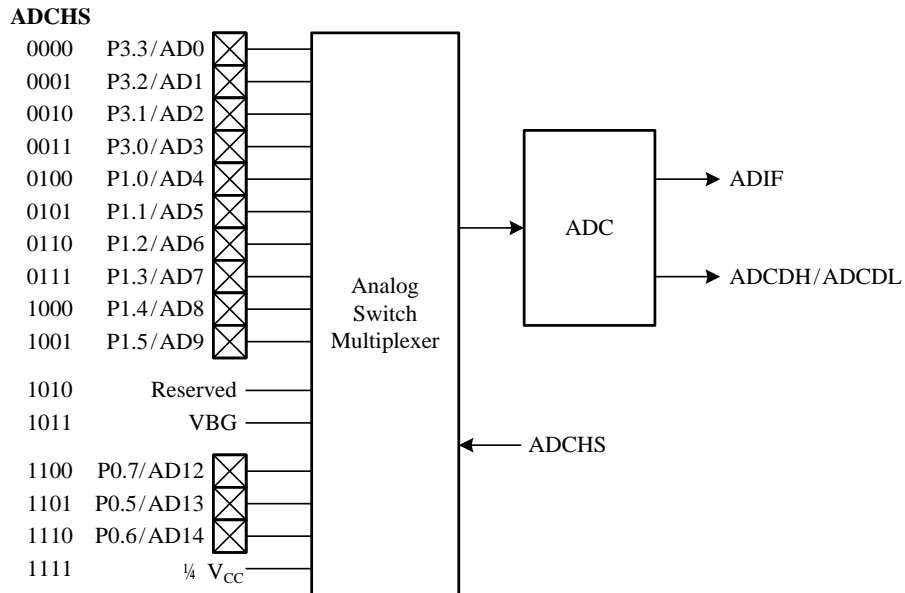 ADCHS
0000 P3.3/AD0
0001 P3.2/AD1
0010 P3.1/AD2
0011 P3.0/AD3
0100 P1.0/AD4
0101 P1.1/AD5
0110 P1.2/AD6
0111 P1.3/AD7
1000 P1.4/AD8
1001 P1.5/AD9
1010 Reserved
1011 VBG
1100 P0.7/AD12
1101 P0.5/AD13
1110 P0.6/AD14
1111 ¼ VCC
Analog
Switch
Multiplexer
ADC
ADIF
ADCDH/ADCDL
ADCHS